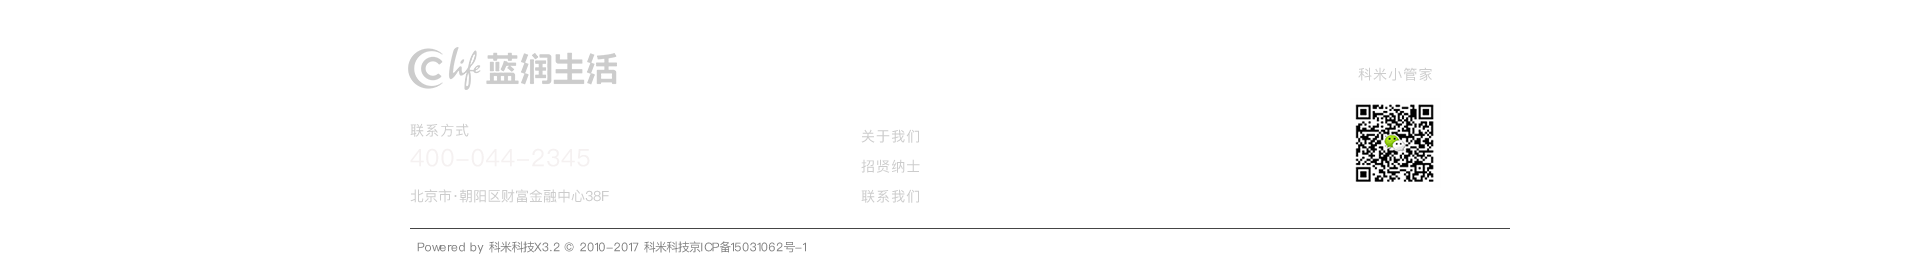 Clife 蓝润生活
联系方式
400-044-2345
北京市·朝阳区财富金融中心38F
关于我们
招贤纳士
联系我们
科米小管家
Powered by 科米科技X3.2 © 2010-2017 科米科技京ICP备15031062号-1